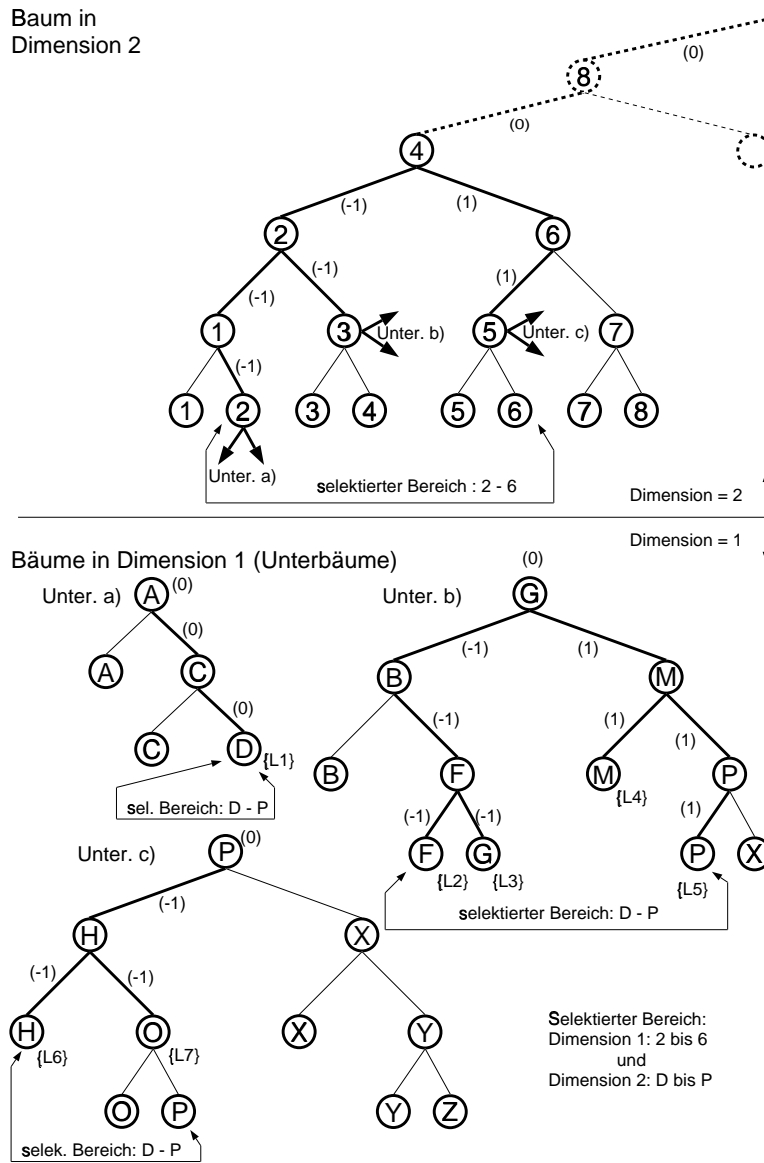 Baum in
Dimension 2
(0)
8
(0)
4
(-1) (1)
2 6
(-1) (-1) (1)
1 3 Unter. b) 5 Unter. c) 7
(-1)
1 2 3 4 5 6 7 8
Unter. a)
selektierter Bereich : 2 - 6
Dimension = 2
Dimension = 1
Bäume in Dimension 1 (Unterbäume)
Unter. a) A (0)
(0)
A C
(0)
C D {L1}
sel. Bereich: D - P
Unter. b) (0)
G
(-1) (1)
B M
(-1) (1) (1)
B F M {L4} P
(-1) (-1) (1)
F {L2} G {L3} P {L5} X
selektierter Bereich: D - P
Unter. c) P (0)
(-1)
H X
(-1) (-1)
H {L6} O {L7} X Y
O P Y Z
selek. Bereich: D - P
Selektierter Bereich:
Dimension 1: 2 bis 6
und
Dimension 2: D bis P